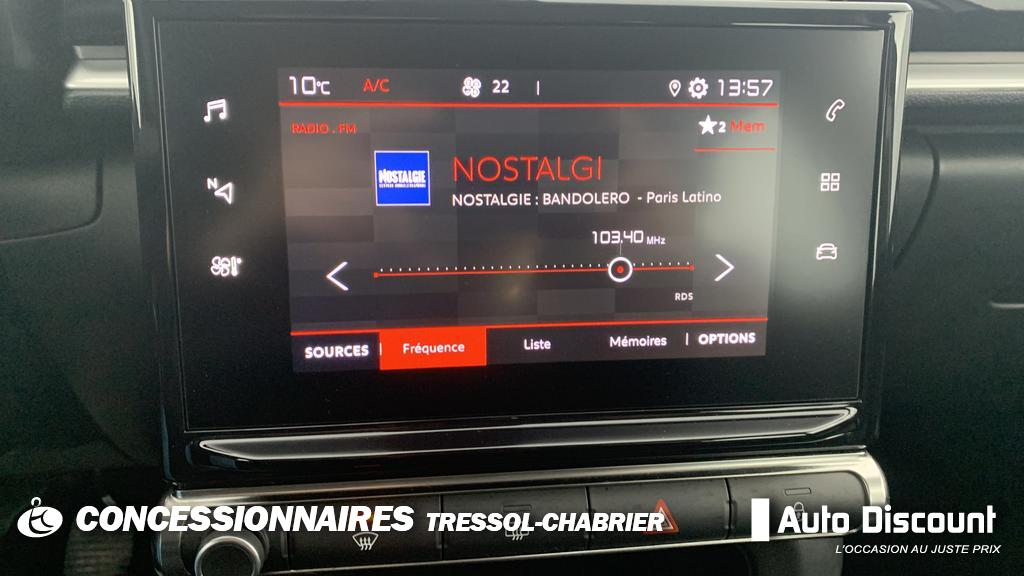 10°C A/C 22 | 13:57
RADIO . FM
2 Mem
NOSTALGIE
NOSTALGI
NOSTALGIE : BANDOLERO - Paris Latino
N
103.40 MHz
RDS
SOURCES | Fréquence Liste Mémoires | OPTIONS
CONCESSIONNAIRES TRESSOL-CHABRIER
Auto Discount
L'OCCASION AU JUSTE PRIX